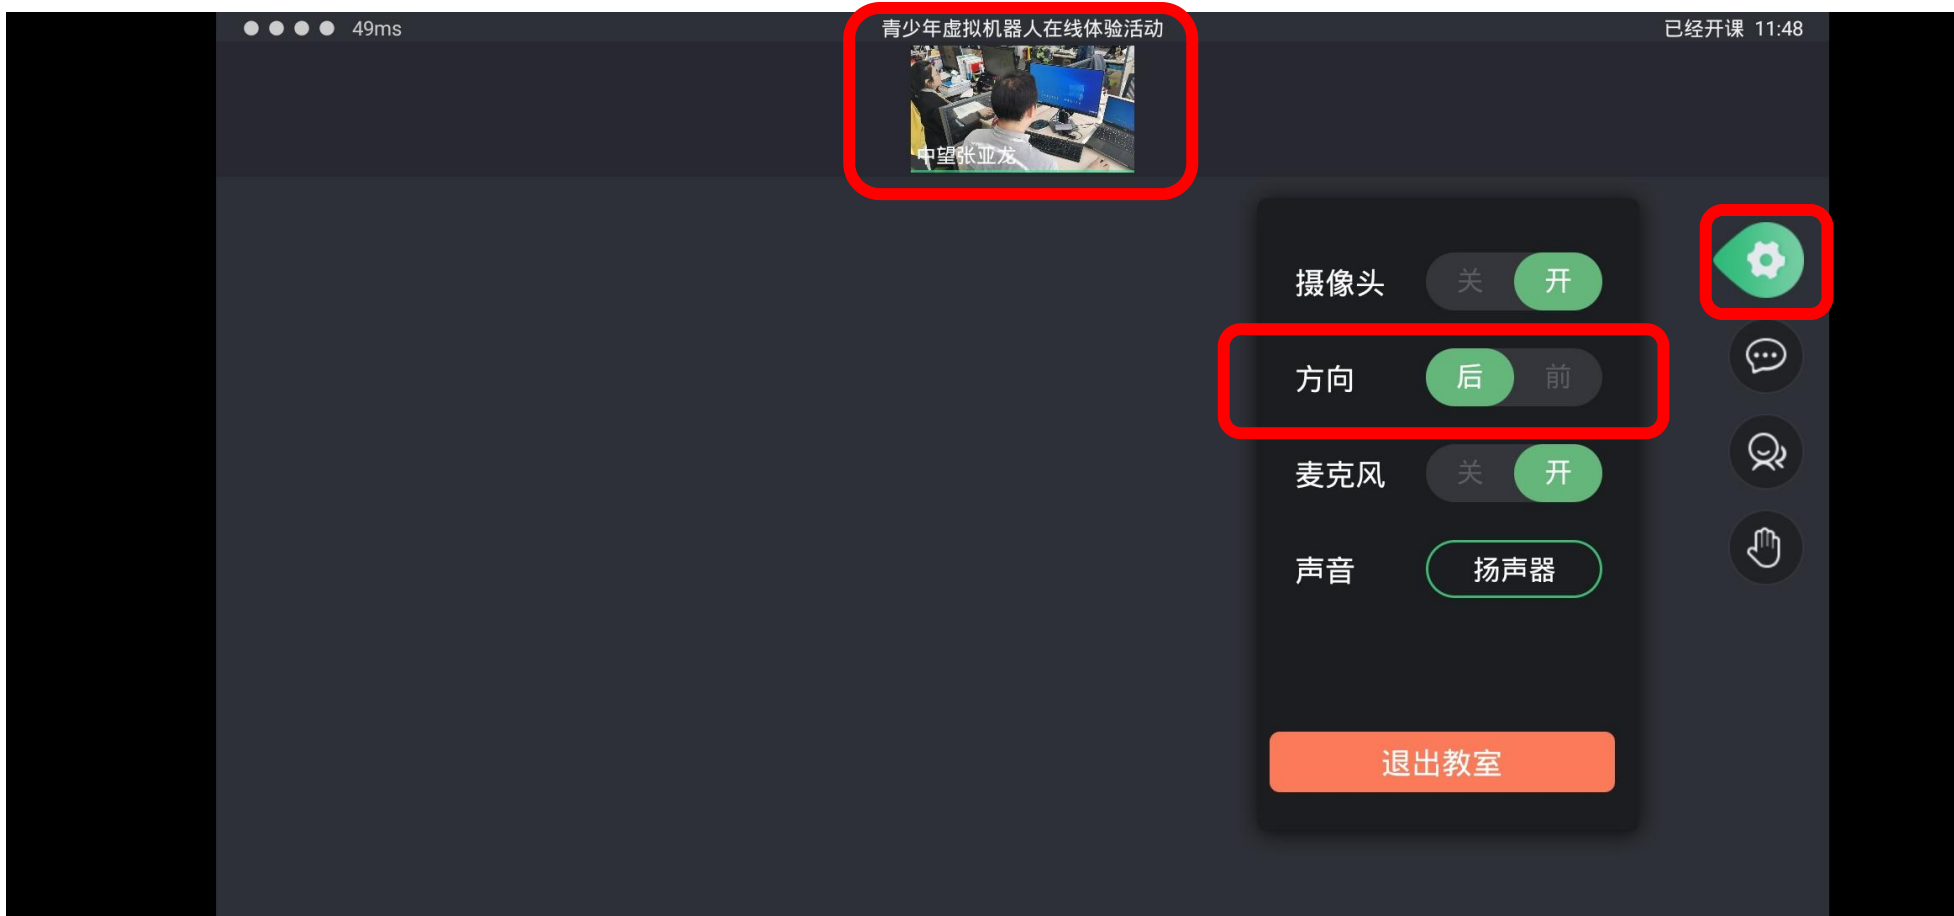 49ms
青少年虚拟机器人在线体验活动
已经开课 11:48
中望张亚龙
摄像头 关 开
方向 后 前
麦克风 关 开
声音 扬声器
退出教室